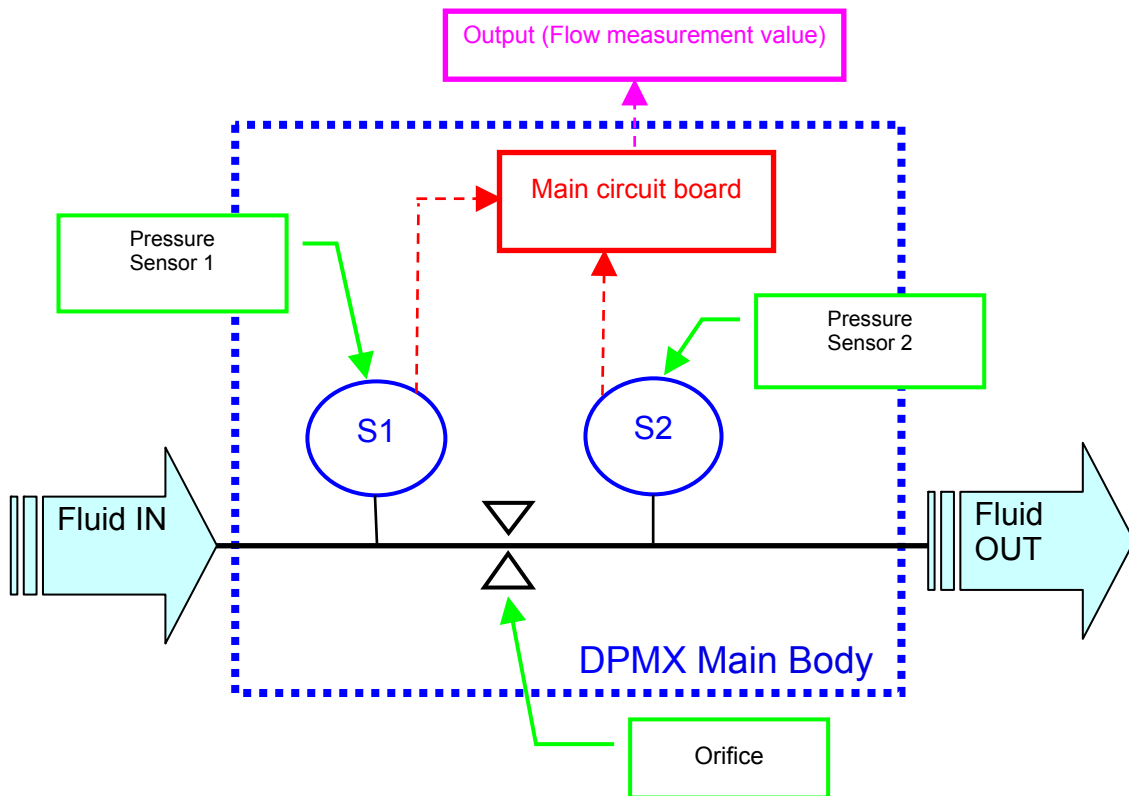 Output (Flow measurement value)
Main circuit board
Pressure
Sensor 1
Pressure
Sensor 2
S1
S2
Fluid IN
Fluid
OUT
DPMX Main Body
Orifice